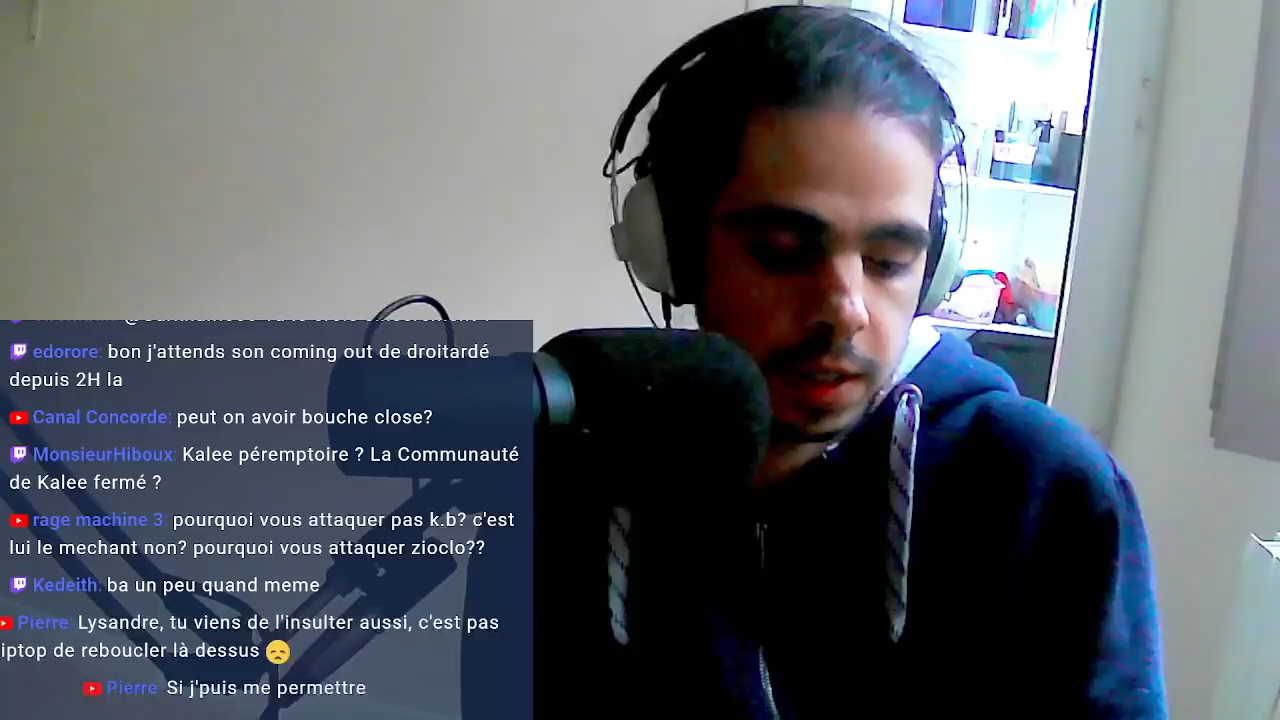 edorore: bon j'attends son coming out de droitardé
depuis 2H la
Canal Concorde: peut on avoir bouche close?
MonsieurHiboux: Kalee péremptoire ? La Communauté
de Kalee fermé ?
rage machine 3: pourquoi vous attaquer pas k.b? c'est
lui le mechant non? pourquoi vous attaquer zioclo??
Kedeith: ba un peu quand meme
Pierre: Lysandre, tu viens de l'insulter aussi, c'est pas
iptop de reboucler là dessus 😞
Pierre: Si j'puis me permettre